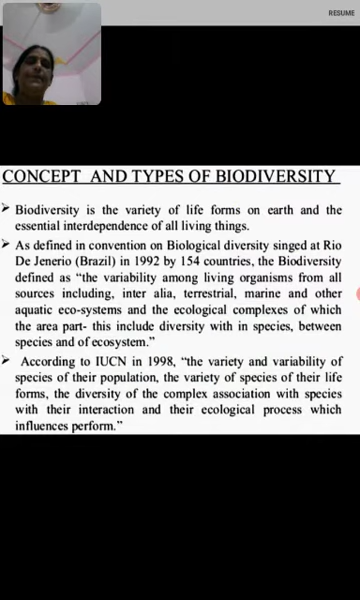 RESUME
CONCEPT AND TYPES OF BIODIVERSITY
➢ Biodiversity is the variety of life forms on earth and the
essential interdependence of all living things.
➢ As defined in convention on Biological diversity singed at Rio
De Jenerio (Brazil) in 1992 by 154 countries, the Biodiversity
defined as “the variability among living organisms from all
sources including, inter alia, terrestrial, marine and other
aquatic eco-systems and the ecological complexes of which
the area part- this include diversity with in species, between
species and of ecosystem.”
➢ According to IUCN in 1998, “the variety and variability of
species of their population, the variety of species of their life
forms, the diversity of the complex association with species
with their interaction and their ecological process which
influences perform.”